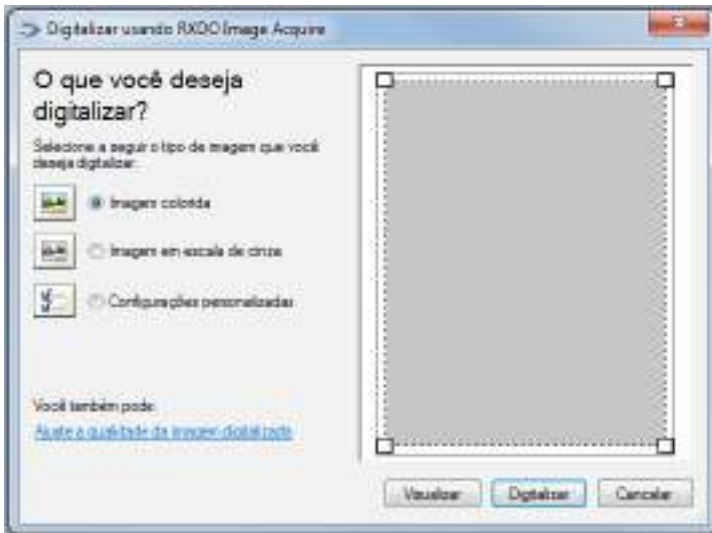 Digitalizar usando RXDO Image Acquire
O que você deseja
digitalizar?
Selecione a seguir o tipo de imagem que você
deseja digitalizar:
Imagem colorida
Imagem em escala de cinza
Configurações personalizadas
Você também pode:
Ajuste a qualidade da imagem digitalizada
Visualizar
Digitalizar
Cancelar